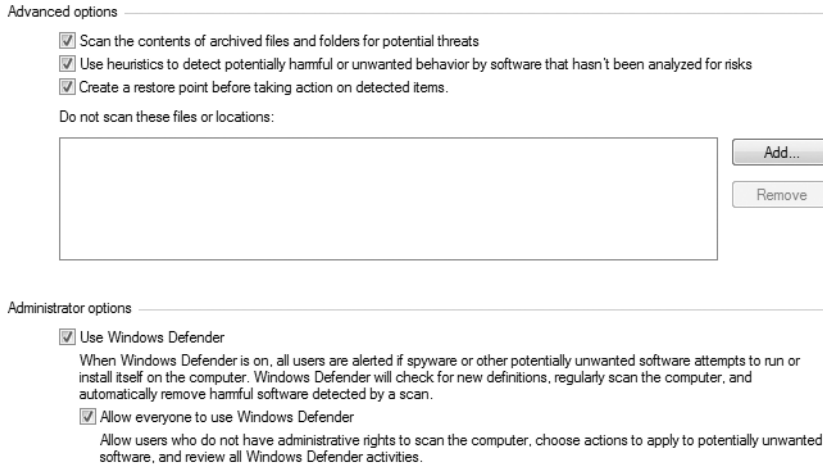 Advanced options
Scan the contents of archived files and folders for potential threats
Use heuristics to detect potentially harmful or unwanted behavior by software that hasn't been analyzed for risks
Create a restore point before taking action on detected items.
Do not scan these files or locations:
Add...
Remove
Administrator options
Use Windows Defender
When Windows Defender is on, all users are alerted if spyware or other potentially unwanted software attempts to run or
install itself on the computer. Windows Defender will check for new definitions, regularly scan the computer, and
automatically remove harmful software detected by a scan.
Allow everyone to use Windows Defender
Allow users who do not have administrative rights to scan the computer, choose actions to apply to potentially unwanted
software, and review all Windows Defender activities.